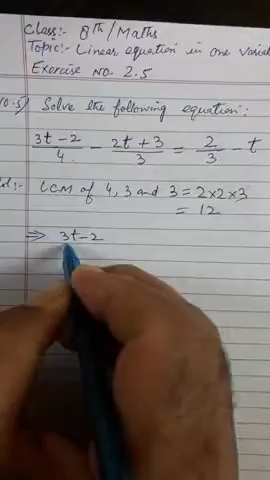 Class:- 8th/Maths
Topic:- Linear equation in one
Exercise No. 2.5
0.5) Solve the following equation:
(3t-2)/4 - (2t+3)/3 = 2/3 - t
LCM of 4, 3 and 3 = 2×2×3
= 12
⇒ 3t-2